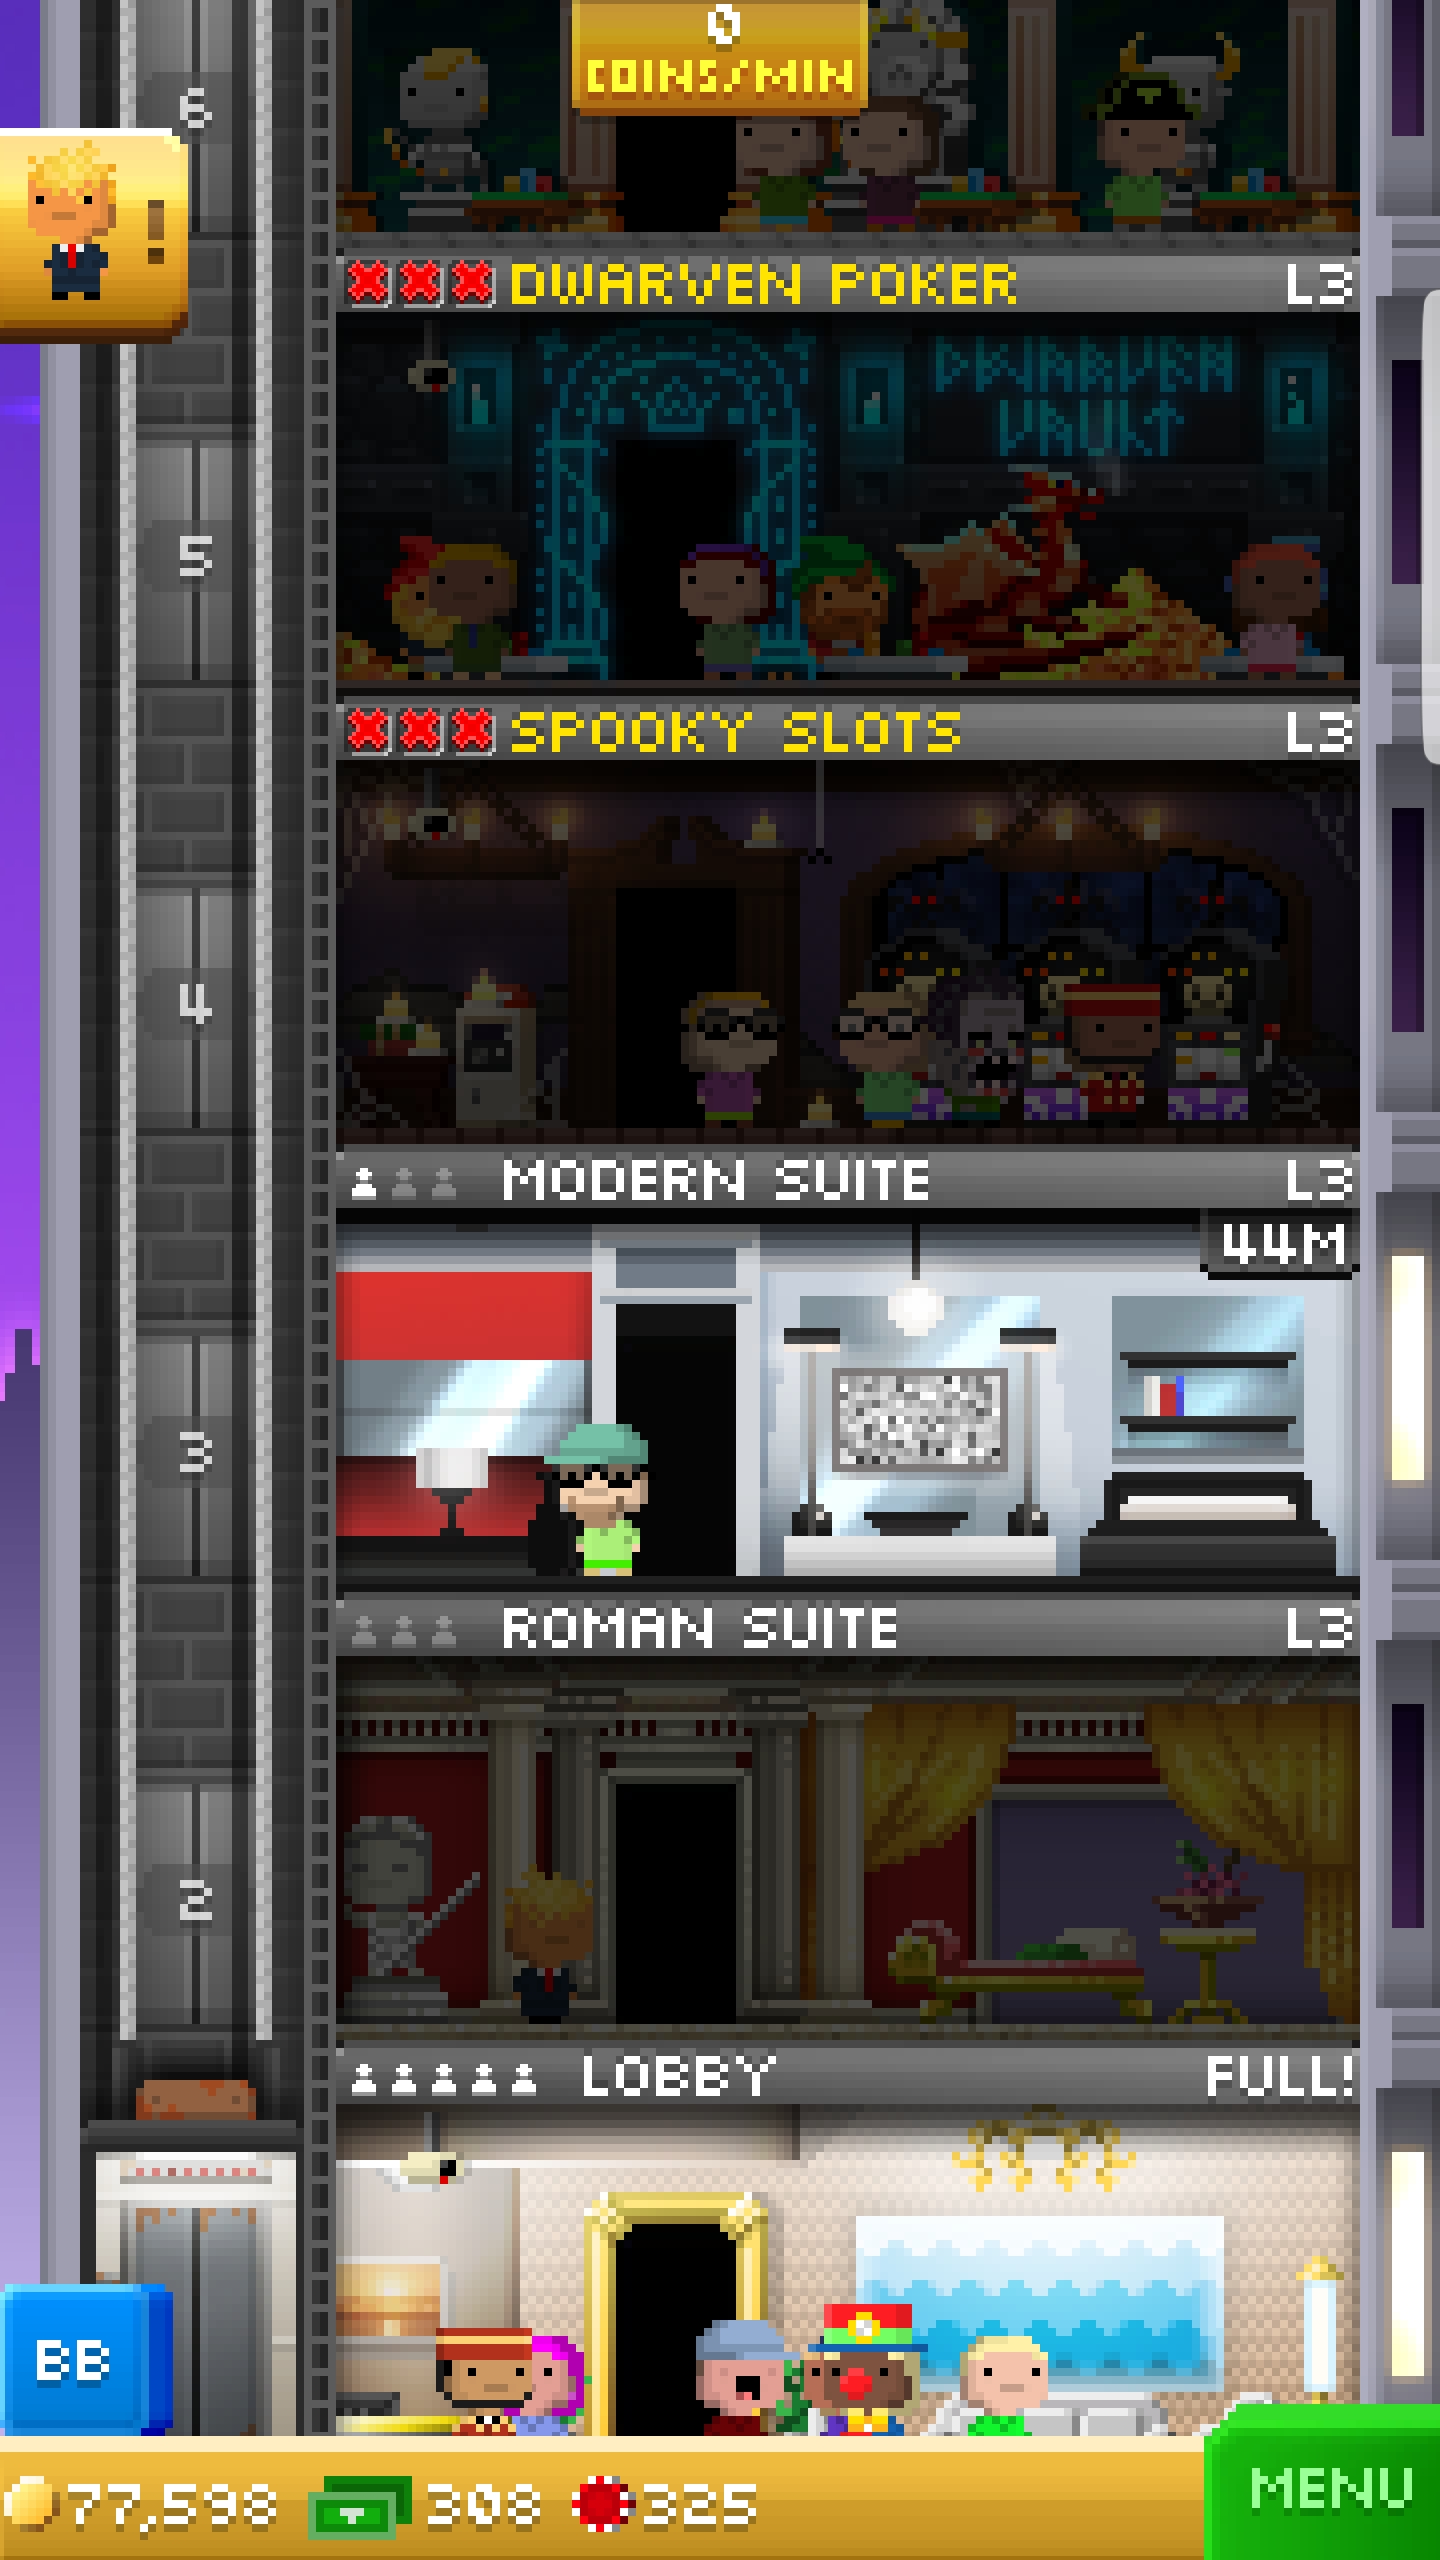 0
COINS/MIN
6
!
DWARVEN POKER L3
DWARVEN
VAULT
5
SPOOKY SLOTS L3
4
MODERN SUITE L3
44M
3
ROMAN SUITE L3
2
LOBBY FULL!
BB
77,598 308 325 MENU